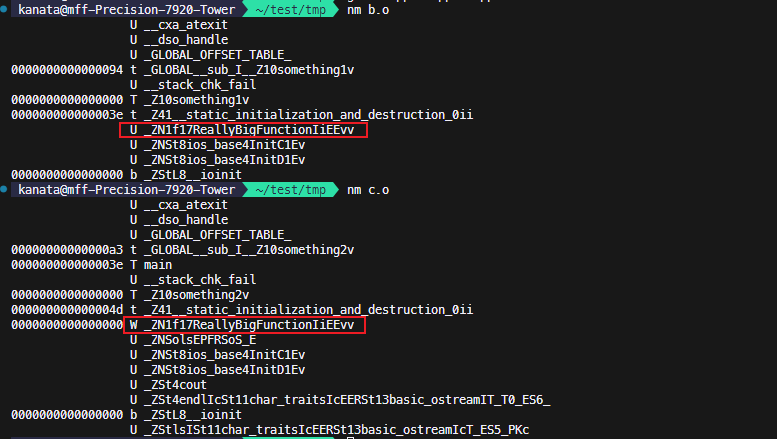 kanata@mff-Precision-7920-Tower ~/test/tmp nm b.o
U __cxa_atexit
U __dso_handle
U _GLOBAL_OFFSET_TABLE_
0000000000000094 t _GLOBAL__sub_I__Z10something1v
U __stack_chk_fail
0000000000000000 T _Z10something1v
000000000000003e t _Z41__static_initialization_and_destruction_0ii
U _ZN1f17ReallyBigFunctionIiEEvv
U _ZNSt8ios_base4InitC1Ev
U _ZNSt8ios_base4InitD1Ev
0000000000000000 b _ZStL8__ioinit
kanata@mff-Precision-7920-Tower ~/test/tmp nm c.o
U __cxa_atexit
U __dso_handle
U _GLOBAL_OFFSET_TABLE_
00000000000000a3 t _GLOBAL__sub_I__Z10something2v
000000000000003e T main
U __stack_chk_fail
0000000000000000 T _Z10something2v
000000000000004d t _Z41__static_initialization_and_destruction_0ii
0000000000000000 W _ZN1f17ReallyBigFunctionIiEEvv
U _ZNSolsEPFRSoS_E
U _ZNSt8ios_base4InitC1Ev
U _ZNSt8ios_base4InitD1Ev
U _ZSt4cout
U _ZSt4endlIcSt11char_traitsIcEERSt13basic_ostreamIT_T0_ES6_
0000000000000000 b _ZStL8__ioinit
U _ZStlsISt11char_traitsIcEERSt13basic_ostreamIcT_ES5_PKc